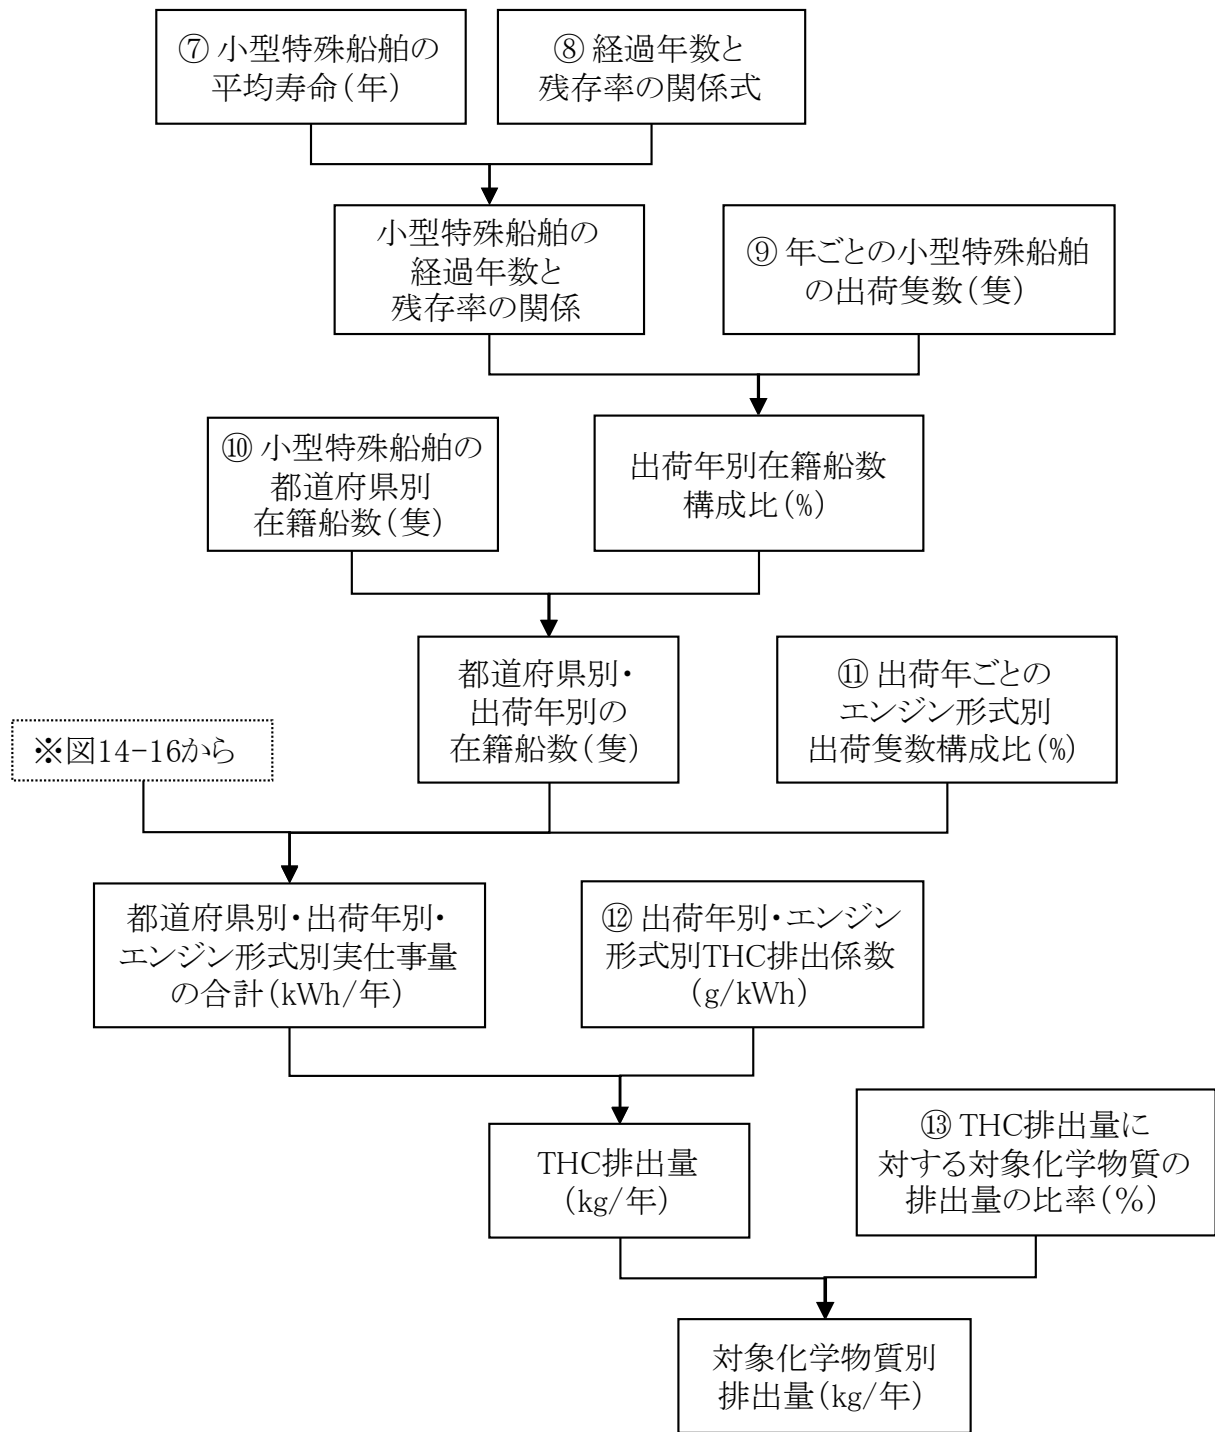 ⑦ 小型特殊船舶の
平均寿命(年)
⑧ 経過年数と
残存率の関係式
小型特殊船舶の
経過年数と
残存率の関係
⑨ 年ごとの小型特殊船舶
の出荷隻数(隻)
⑩ 小型特殊船舶の
都道府県別
在籍船数(隻)
出荷年別在籍船数
構成比(%)
都道府県別・
出荷年別の
在籍船数(隻)
⑪ 出荷年ごとの
エンジン形式別
出荷隻数構成比(%)
※図14-16から
都道府県別・出荷年別・
エンジン形式別実仕事量
の合計(kWh/年)
⑫ 出荷年別・エンジン
形式別THC排出係数
(g/kWh)
THC排出量
(kg/年)
⑬ THC排出量に
対する対象化学物質の
排出量の比率(%)
対象化学物質別
排出量(kg/年)